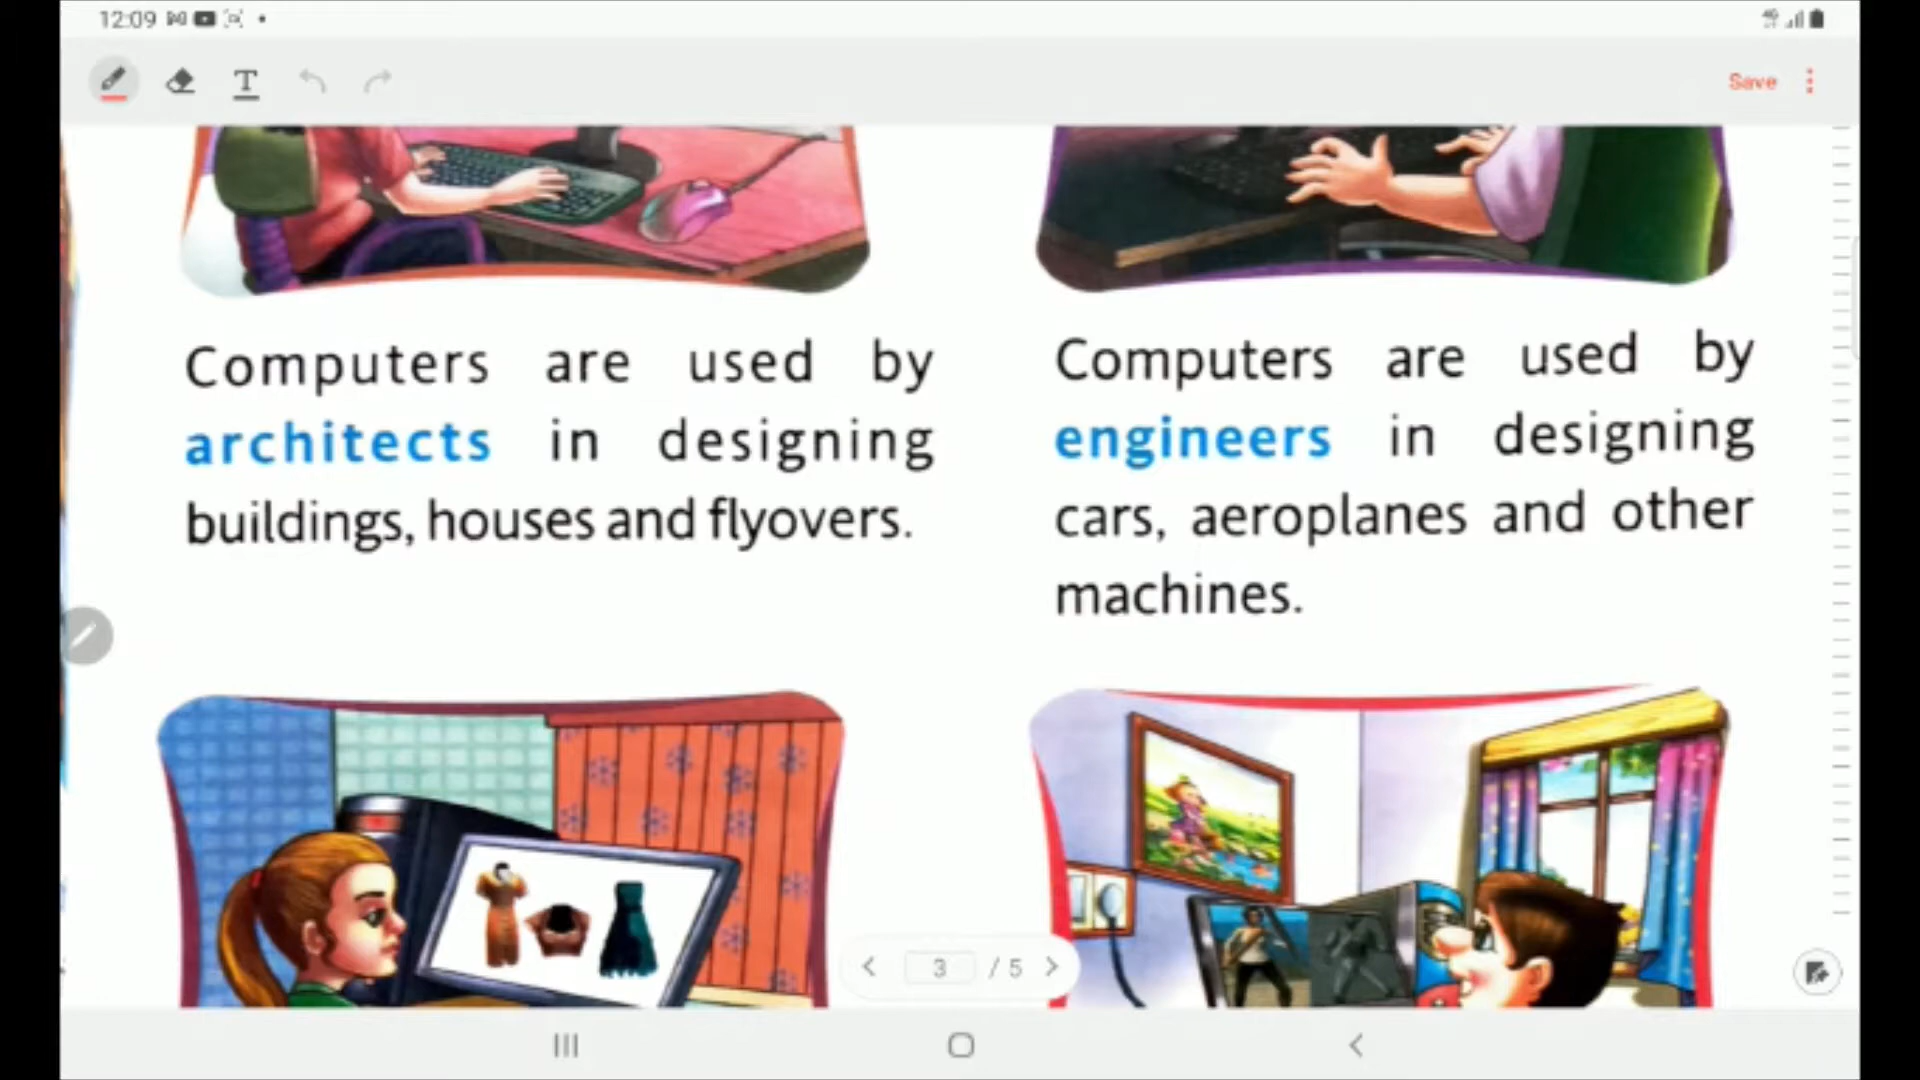 12:09
4G
T
Save
Computers are used by
architects in designing
buildings, houses and flyovers.
Computers are used by
engineers in designing
cars, aeroplanes and other
machines.
3 / 5